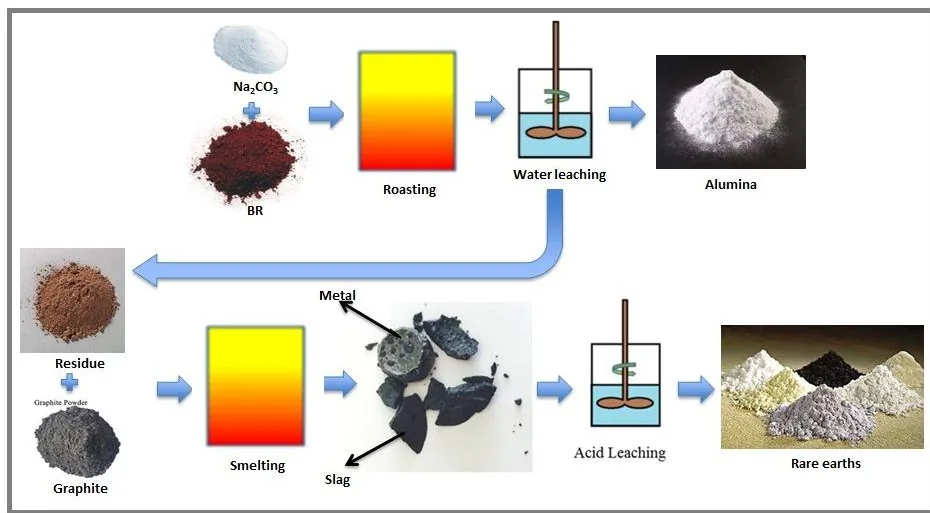 Na₂CO₃
BR
Roasting
Water leaching
Alumina
Residue
Graphite Powder
Graphite
Smelting
Metal
Slag
Acid Leaching
Rare earths